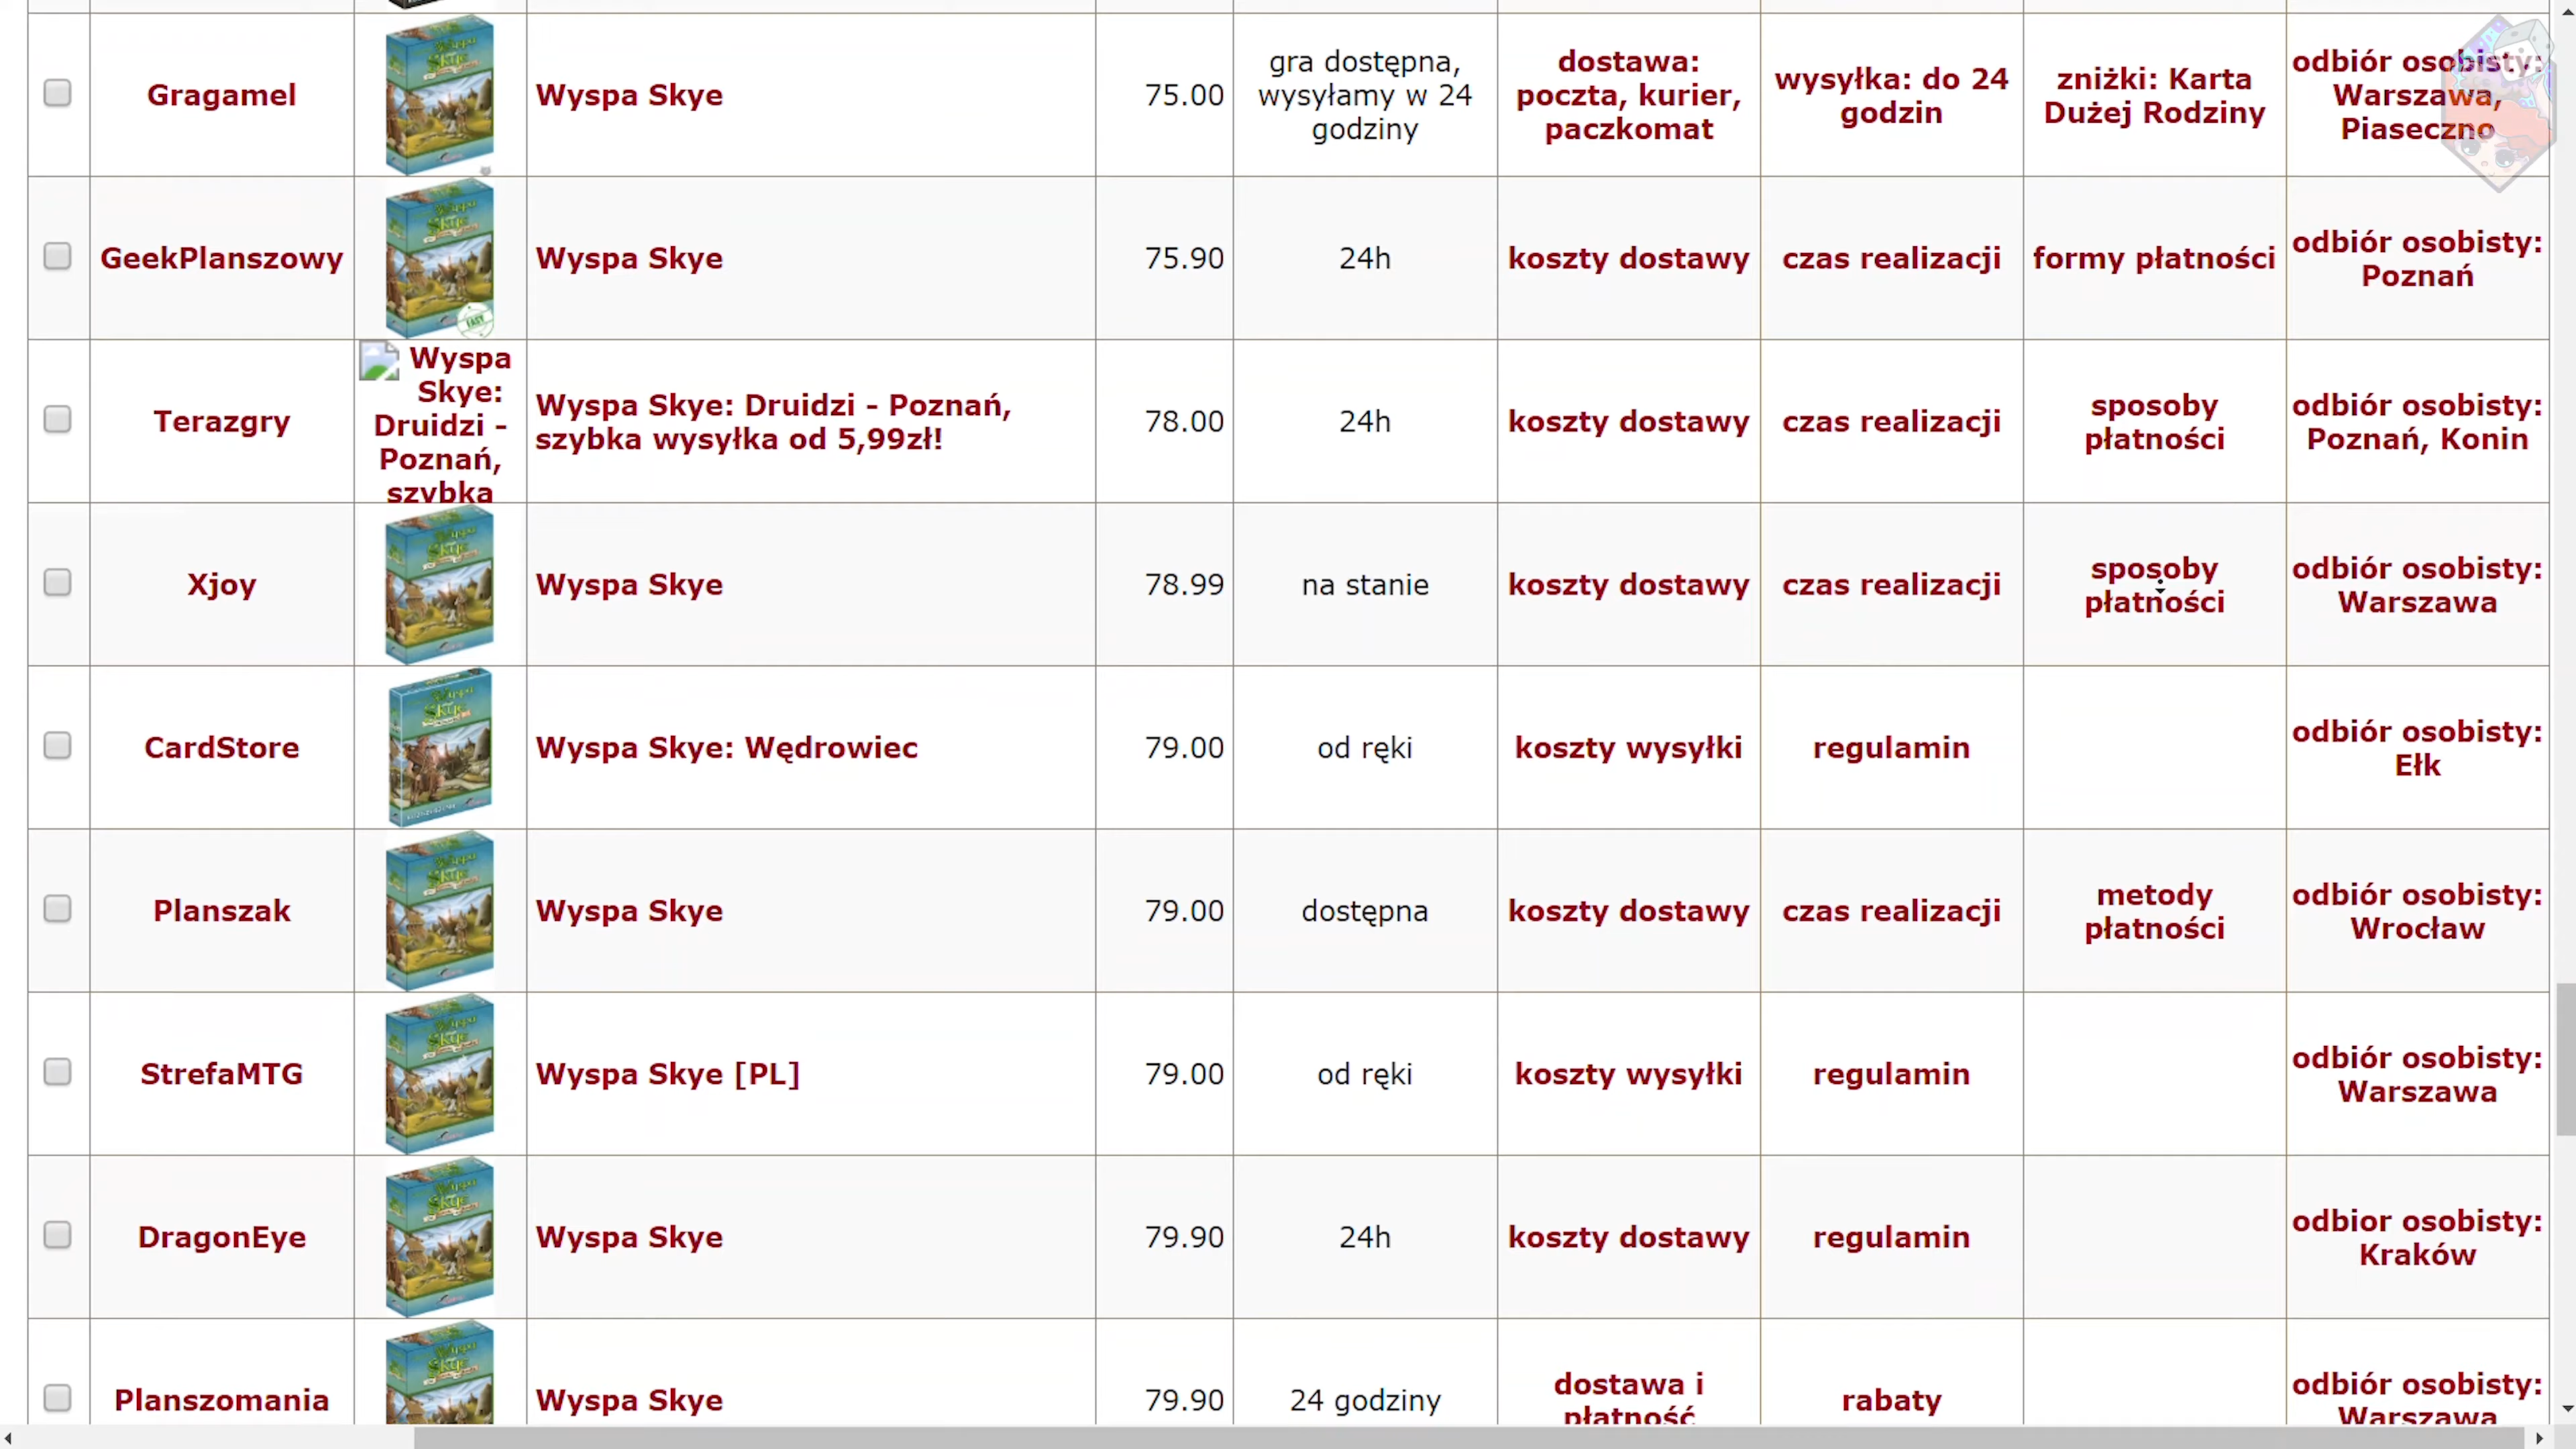 Gragamel
Wyspa Skye
75.00
gra dostępna,
wysyłamy w 24
godziny
dostawa:
poczta, kurier,
paczkomat
wysyłka: do 24
godzin
zniżki: Karta
Dużej Rodziny
odbiór osobisty:
Warszawa,
Piaseczno
GeekPlanszowy
EASY
Wyspa Skye
75.90
24h
koszty dostawy
czas realizacji
formy płatności
odbiór osobisty:
Poznań
Terazgry
Wyspa
Skye:
Druidzi -
Poznań,
szybka
Wyspa Skye: Druidzi - Poznań,
szybka wysyłka od 5,99zł!
78.00
24h
koszty dostawy
czas realizacji
sposoby
płatności
odbiór osobisty:
Poznań, Konin
Xjoy
Wyspa Skye
78.99
na stanie
koszty dostawy
czas realizacji
sposoby
płatności
odbiór osobisty:
Warszawa
CardStore
Wyspa Skye: Wędrowiec
79.00
od ręki
koszty wysyłki
regulamin
odbiór osobisty:
Ełk
Planszak
Wyspa Skye
79.00
dostępna
koszty dostawy
czas realizacji
metody
płatności
odbiór osobisty:
Wrocław
StrefaMTG
Wyspa Skye [PL]
79.00
od ręki
koszty wysyłki
regulamin
odbiór osobisty:
Warszawa
DragonEye
Wyspa Skye
79.90
24h
koszty dostawy
regulamin
odbior osobisty:
Kraków
Planszomania
Wyspa Skye
79.90
24 godziny
dostawa i
płatność
rabaty
odbiór osobisty:
Warszawa